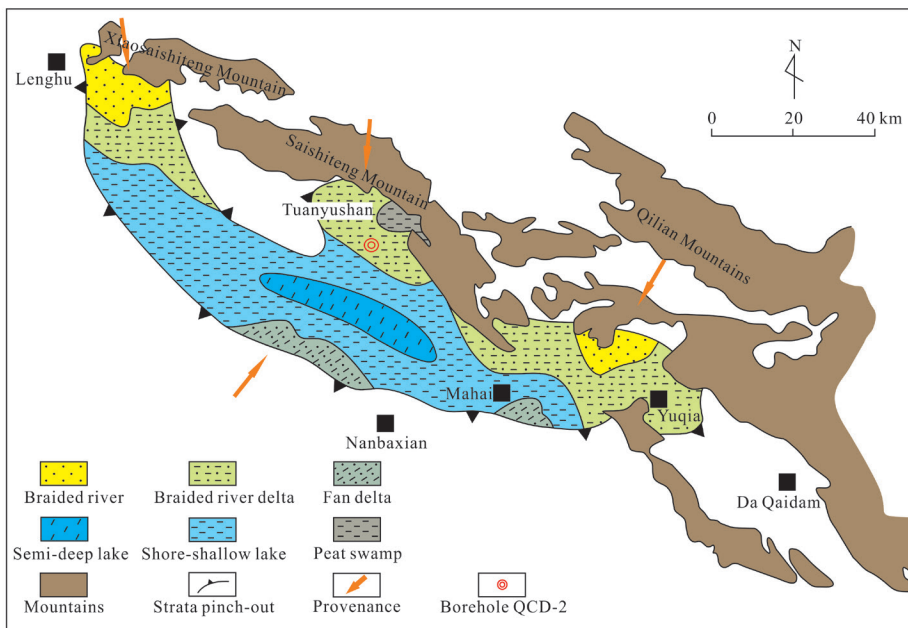 Xiaosaishiteng Mountain
Lenghu
N
0 20 40 km
Saishiteng Mountain
Tuanyushan
Qilian Mountains
Mahai
Yuqia
Nanbaxian
Da Qaidam
Braided river
Braided river delta
Fan delta
Semi-deep lake
Shore-shallow lake
Peat swamp
Mountains
Strata pinch-out
Provenance
Borehole QCD-2